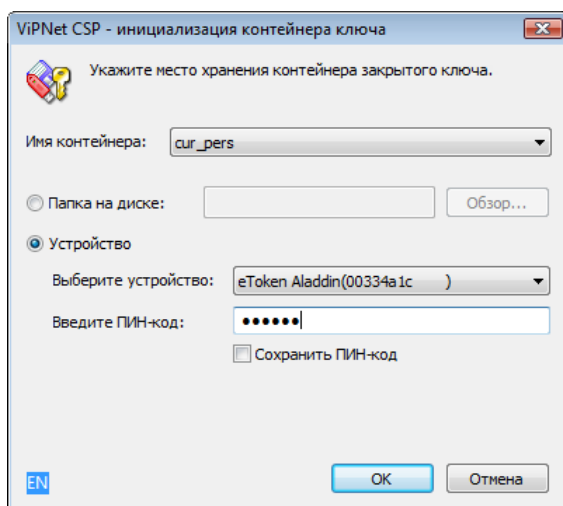 ViPNet CSP - инициализация контейнера ключа
Укажите место хранения контейнера закрытого ключа.
Имя контейнера: cur_pers
Папка на диске: Обзор...
Устройство
Выберите устройство: eToken Aladdin(00334a1c )
Введите ПИН-код: ●●●●●●
Сохранить ПИН-код
EN OK Отмена